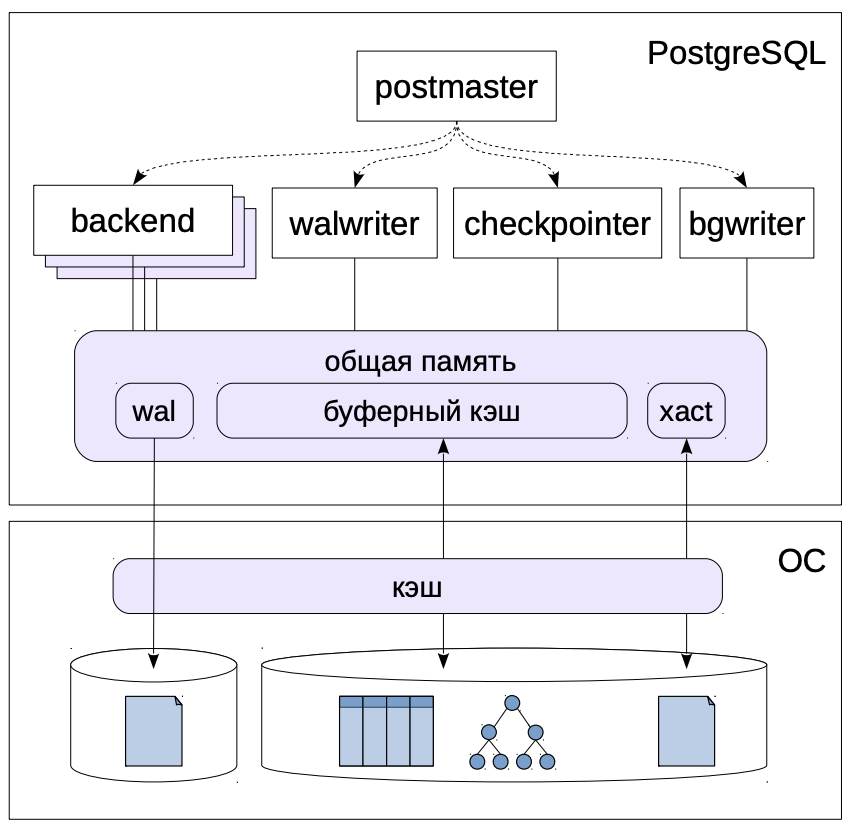 PostgreSQL
postmaster
backend
walwriter
checkpointer
bgwriter
общая память
wal
буферный кэш
xact
ОС
кэш